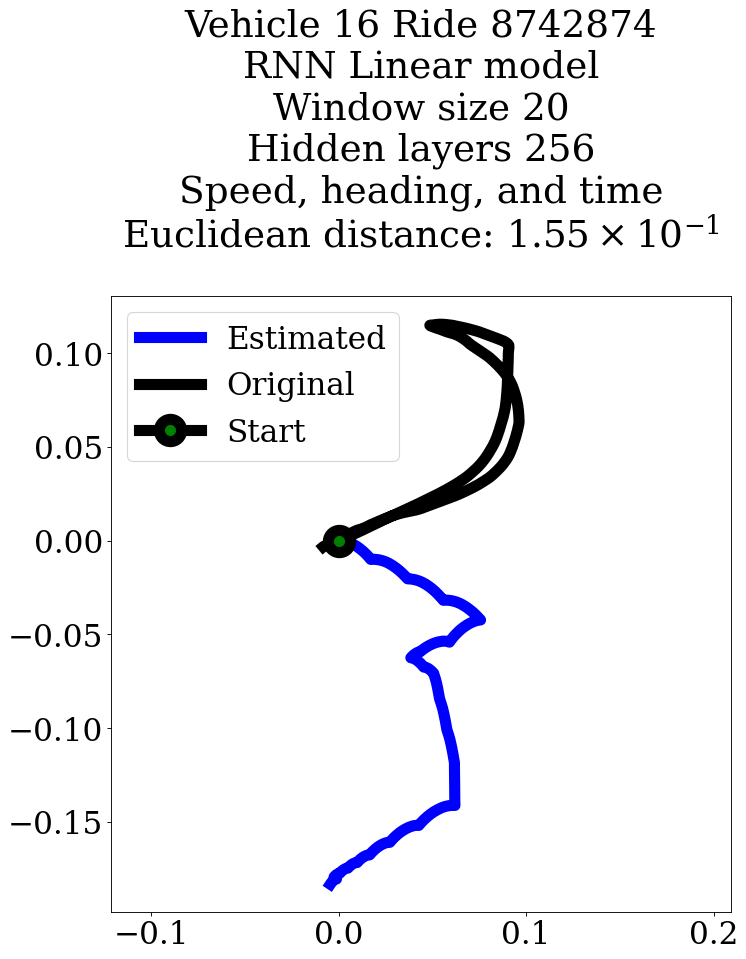 Vehicle 16 Ride 8742874
RNN Linear model
Window size 20
Hidden layers 256
Speed, heading, and time
Euclidean distance: 1.55 × 10⁻¹
Estimated
Original
Start
0.10
0.05
0.00
−0.05
−0.10
−0.15
−0.1 0.0 0.1 0.2